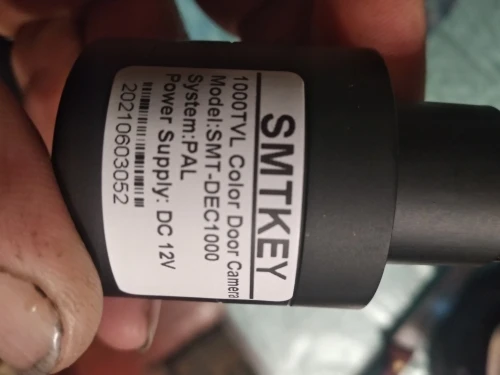 SMTKEY
1000TVL Color Door Camera
Model:SMT-DEC1000
System:PAL
Power Supply: DC 12V
20210603052